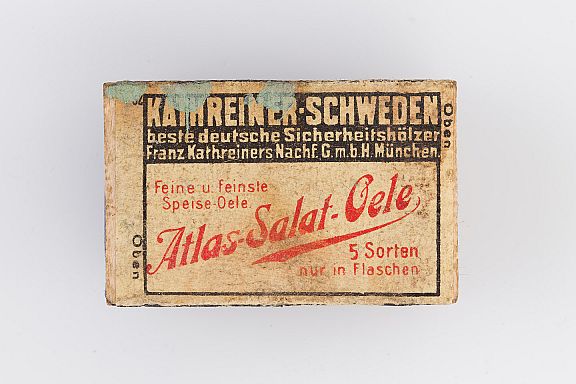 KATHREINER-SCHWEDEN
beste deutsche Sicherheitshölzer
Franz Kathreiners Nachf. G.m.b.H. München.
Feine u. feinste
Speise-Oele.
Atlas-Salat-Oele
5 Sorten
nur in Flaschen
Oben
Oben